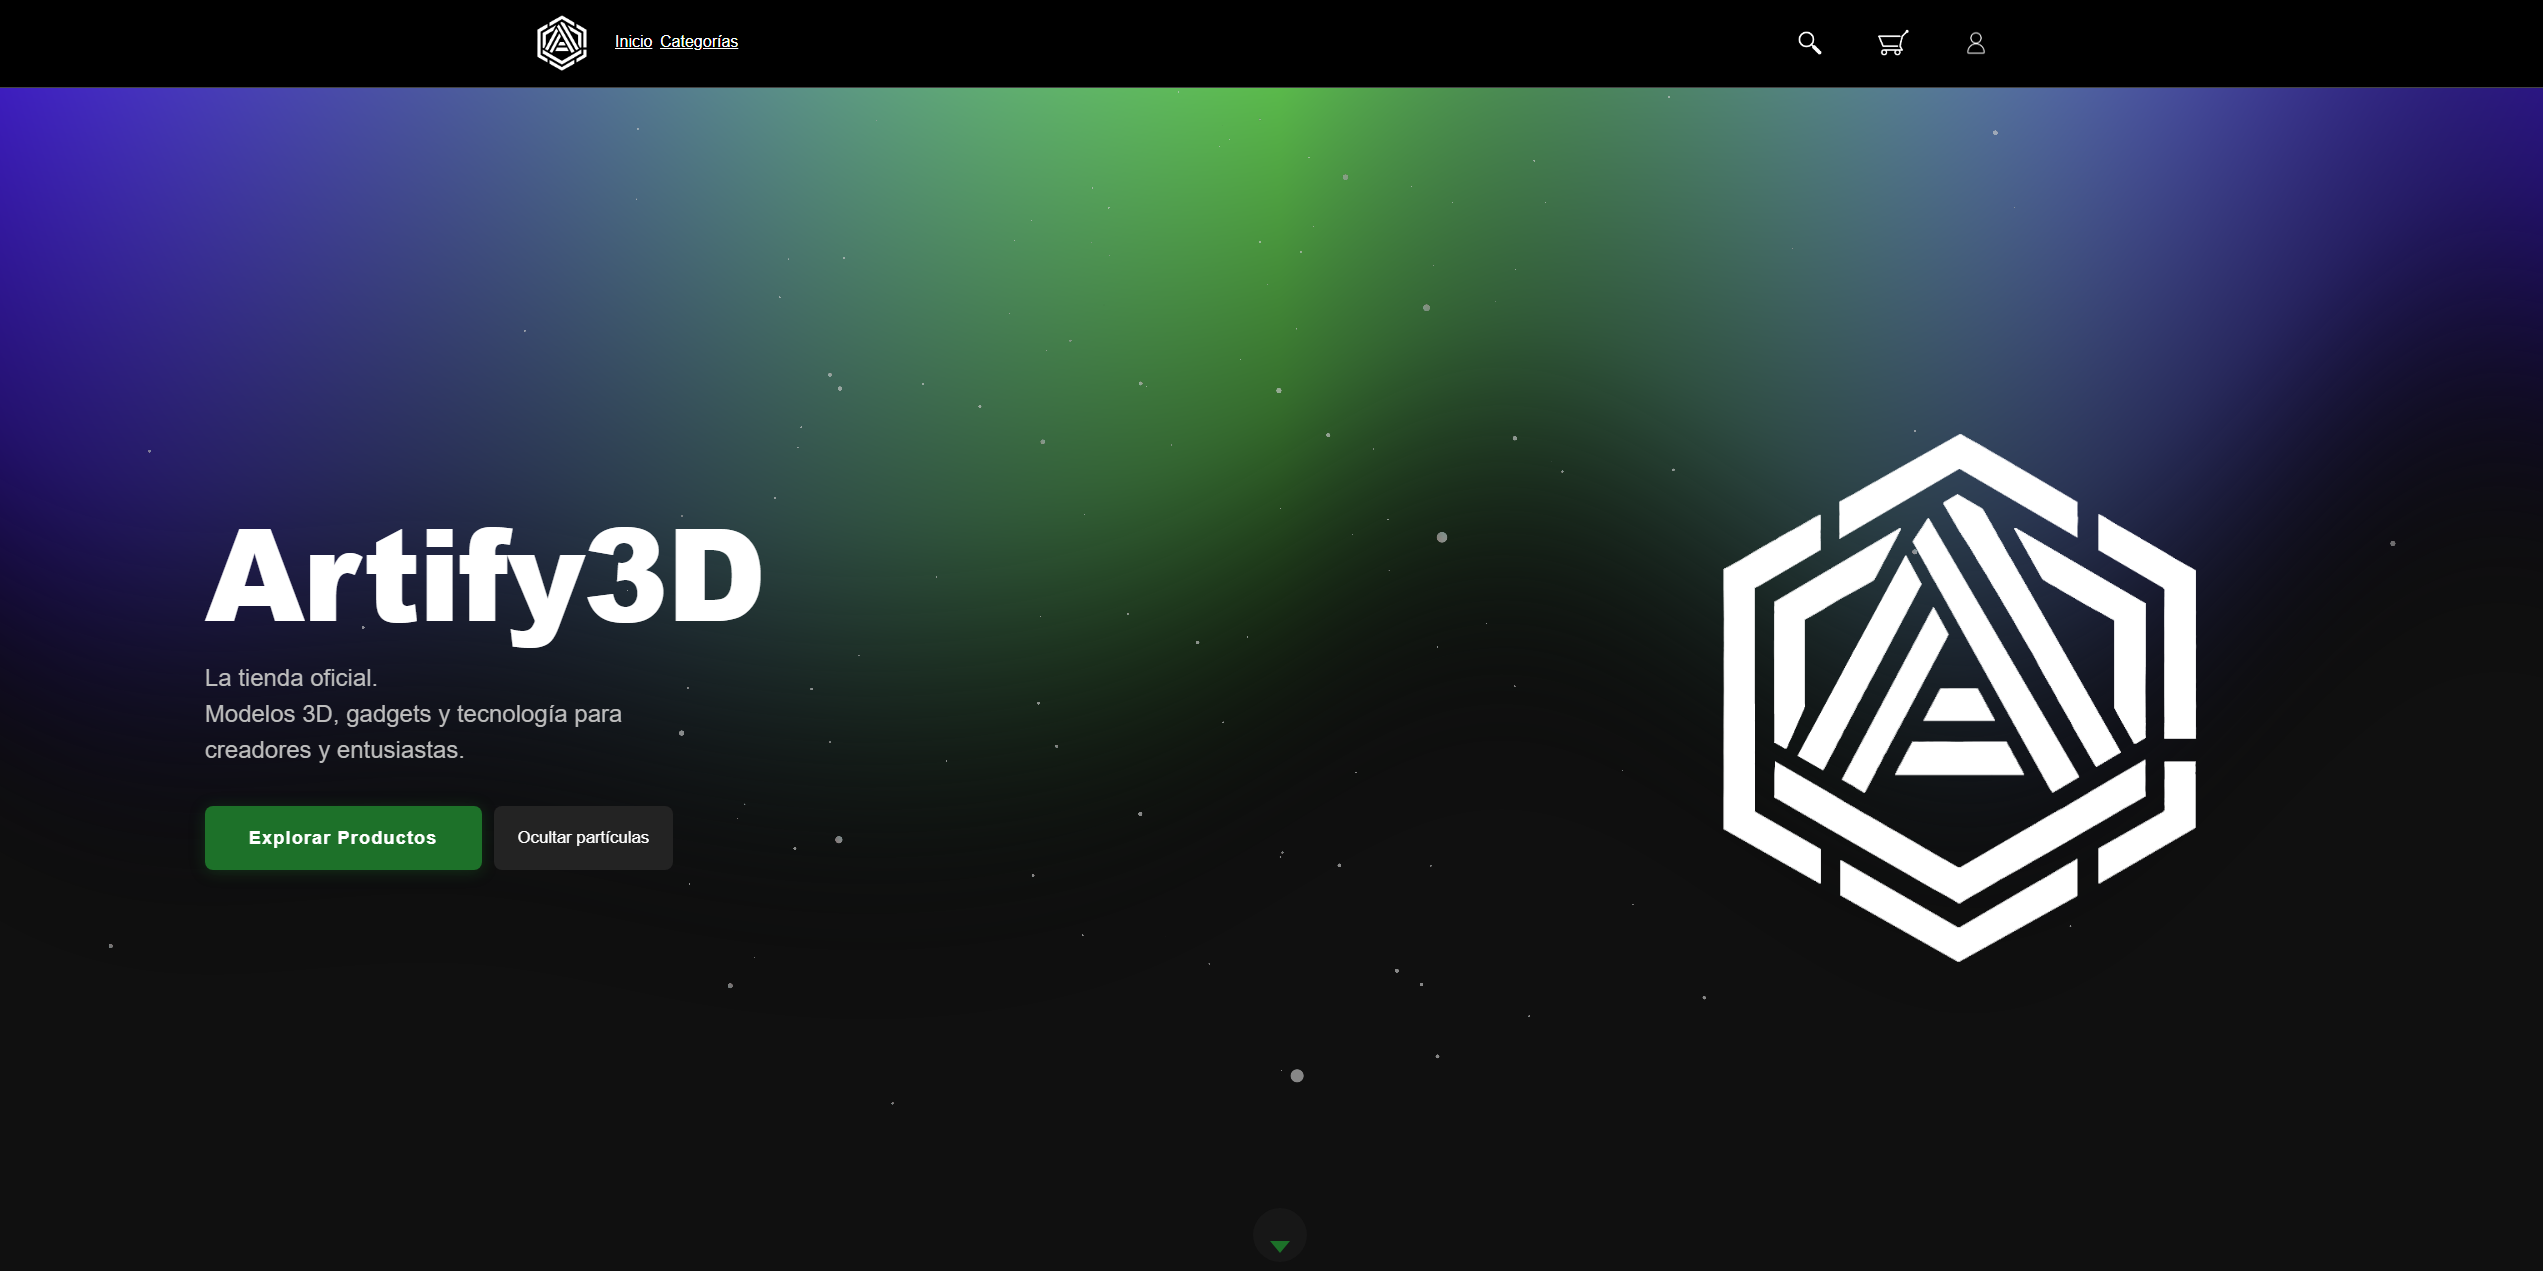 Inicio Categorías
Artify3D
La tienda oficial.
Modelos 3D, gadgets y tecnología para
creadores y entusiastas.
Explorar Productos
Ocultar partículas